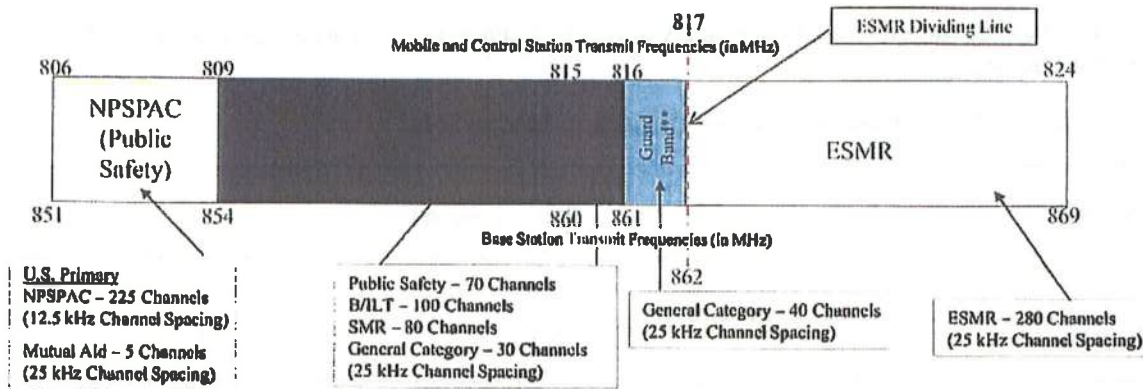 817
ESMR Dividing Line
Mobile and Control Station Transmit Frequencies (in MHz)
806 809 815 816 824
NPSPAC
(Public
Safety)
Guard
Band**
ESMR
851 854 860 861 869
Base Station Transmit Frequencies (in MHz)
862
U.S. Primary
NPSPAC – 225 Channels
(12.5 kHz Channel Spacing)
Mutual Aid – 5 Channels
(25 kHz Channel Spacing)
Public Safety – 70 Channels
B/ILT – 100 Channels
SMR – 80 Channels
General Category – 30 Channels
(25 kHz Channel Spacing)
General Category – 40 Channels
(25 kHz Channel Spacing)
ESMR – 280 Channels
(25 kHz Channel Spacing)